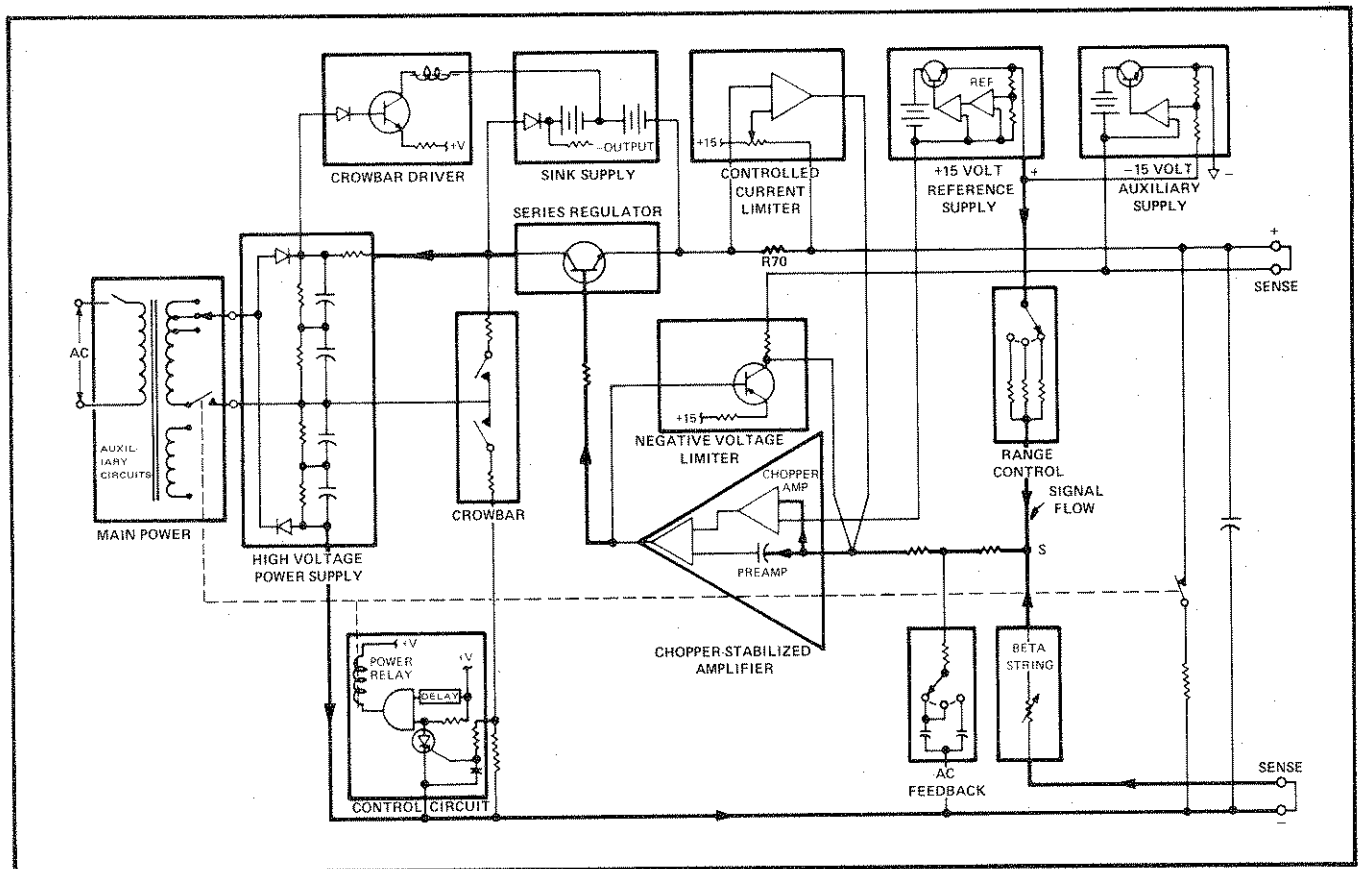 REF
+V
-OUTPUT
+15
CROWBAR DRIVER
SINK SUPPLY
CONTROLLED
CURRENT
LIMITER
+15 VOLT
REFERENCE
SUPPLY
+
-15 VOLT
AUXILIARY
SUPPLY
-
SERIES REGULATOR
R70
+
SENSE
AC
AUXIL-
IARY
CIRCUITS
MAIN POWER
HIGH VOLTAGE
POWER SUPPLY
CROWBAR
+15
NEGATIVE VOLTAGE
LIMITER
RANGE
CONTROL
CHOPPER
AMP
SIGNAL
FLOW
S
PREAMP
CHOPPER-STABILIZED
AMPLIFIER
+V
POWER
RELAY
+V
DELAY
CONTROL CIRCUIT
BETA
STRING
AC
FEEDBACK
SENSE
-